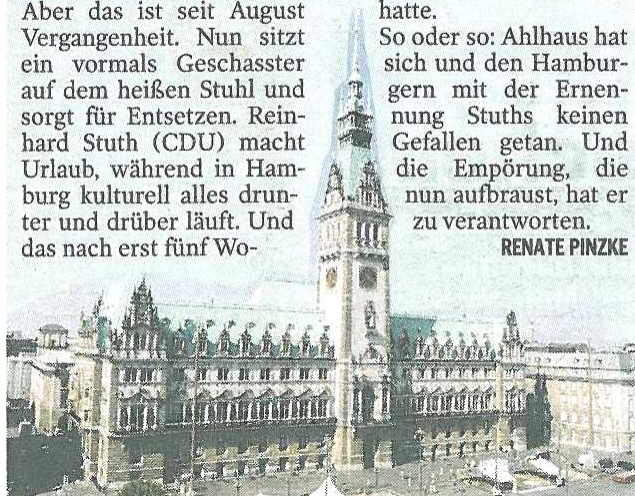 Aber das ist seit August
Vergangenheit. Nun sitzt
ein vormals Geschasster
auf dem heißen Stuhl und
sorgt für Entsetzen. Rein-
hard Stuth (CDU) macht
Urlaub, während in Ham-
burg kulturell alles drun-
ter und drüber läuft. Und
das nach erst fünf Wo-
hatte.
So oder so: Ahlhaus hat
sich und den Hambur-
gern mit der Ernen-
nung Stuths keinen
Gefallen getan. Und
die Empörung, die
nun aufbraust, hat er
zu verantworten.
RENATE PINZKE